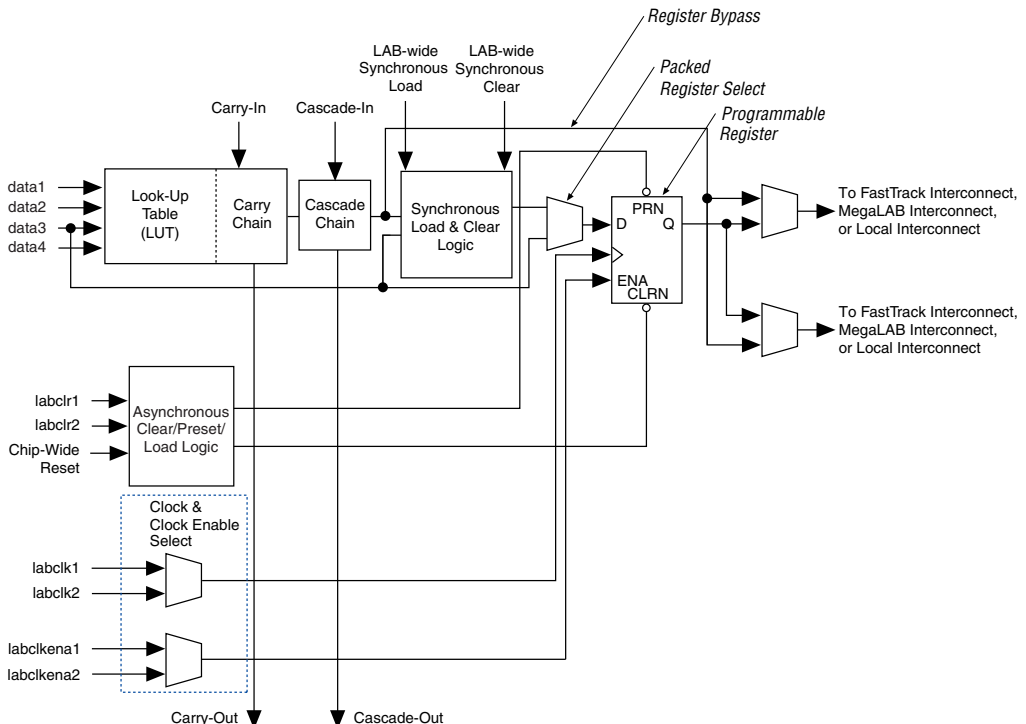 Register Bypass
LAB-wide
Synchronous
Load
LAB-wide
Synchronous
Clear
Packed
Register Select
Programmable
Register
Carry-In
Cascade-In
data1
data2
data3
data4
Look-Up
Table
(LUT)
Carry
Chain
Cascade
Chain
Synchronous
Load & Clear
Logic
PRN
D
Q
ENA
CLRN
To FastTrack Interconnect,
MegaLAB Interconnect,
or Local Interconnect
To FastTrack Interconnect,
MegaLAB Interconnect,
or Local Interconnect
labclr1
labclr2
Chip-Wide
Reset
Asynchronous
Clear/Preset/
Load Logic
Clock &
Clock Enable
Select
labclk1
labclk2
labclkena1
labclkena2
Carry-Out
Cascade-Out